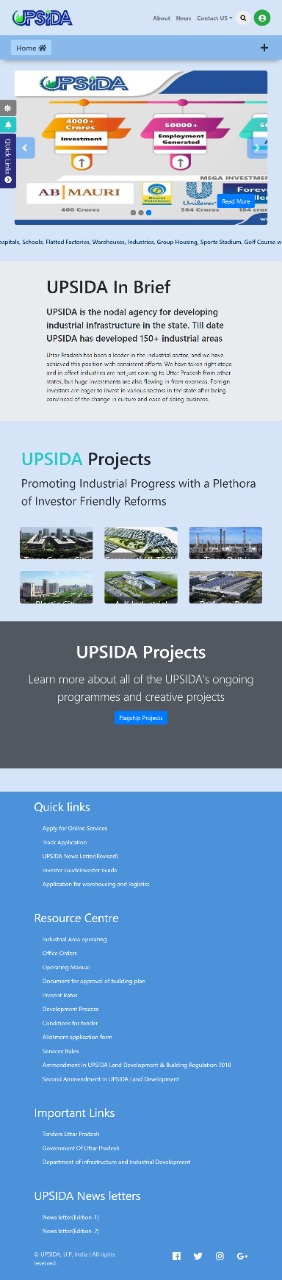 UPSIDA
About News Contact US
Home
UPSIDA
4000+
Crores
50000+
Investment
Employment
Generated
Quick Links
MEGA INVESTMENT
AB MAURI
Unilever
400 Crores
Read More
ospitals, Schools, Flatted Factories, Warehouses, Industries, Group Housing, Sports Stadium, Golf Course w
UPSIDA In Brief
UPSIDA is the nodal agency for developing
industrial infrastructure in the state. Till date
UPSIDA has developed 150+ industrial areas
Uttar Pradesh has been a leader in the industrial sector, and we have
achieved this position with consistent efforts. We have taken right steps
and in effect industries are not just coming to Uttar Pradesh from other
states, but huge investments are also flowing in from overseas. Foreign
investors are eager to invest in various sectors in the state after being
convinced of the change in culture and ease of doing business.
UPSIDA Projects
Promoting Industrial Progress with a Plethora
of Investor Friendly Reforms
UPSIDA Projects
Learn more about all of the UPSIDA's ongoing
programmes and creative projects
Flagship Projects
Quick links
Apply for Online Services
Track Application
UPSIDA News Letter(Revised)
Investor Guide
Application for warehousing and logistics
Resource Centre
Industrial Area operating
Office Orders
Operating Manual
Document for approval of building plan
Present Rates
Development Process
Conditions for tender
Allotment application form
Services Rules
Ammendment In UPSIDA Land Development & Building Regulation 2018
Second Ammendment In UPSIDA Land Development
Important Links
Tenders Uttar Pradesh
Government Of Uttar Pradesh
Department of infrastructure and Industrial Development
UPSIDA News letters
News letter(Edition-1)
News letter(Edition-2)
© UPSIDA, U.P, India | All rights
reserved.